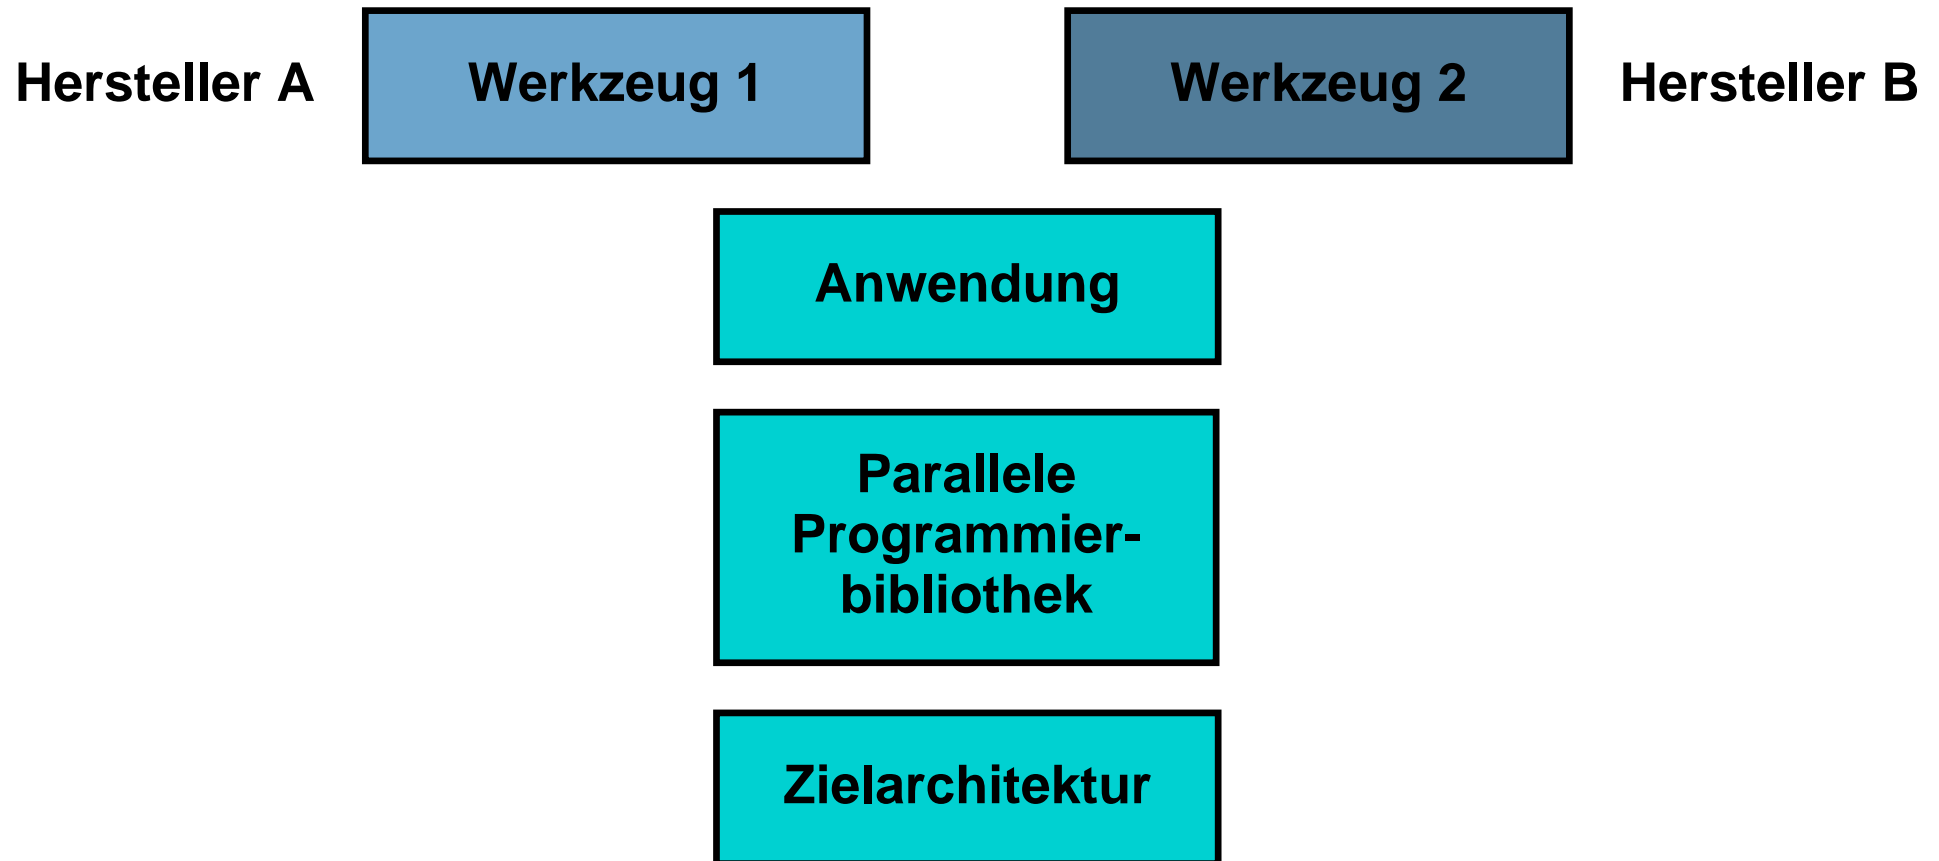 Hersteller A Werkzeug 1 Werkzeug 2 Hersteller B
Anwendung
Parallele
Programmier-
bibliothek
Zielarchitektur